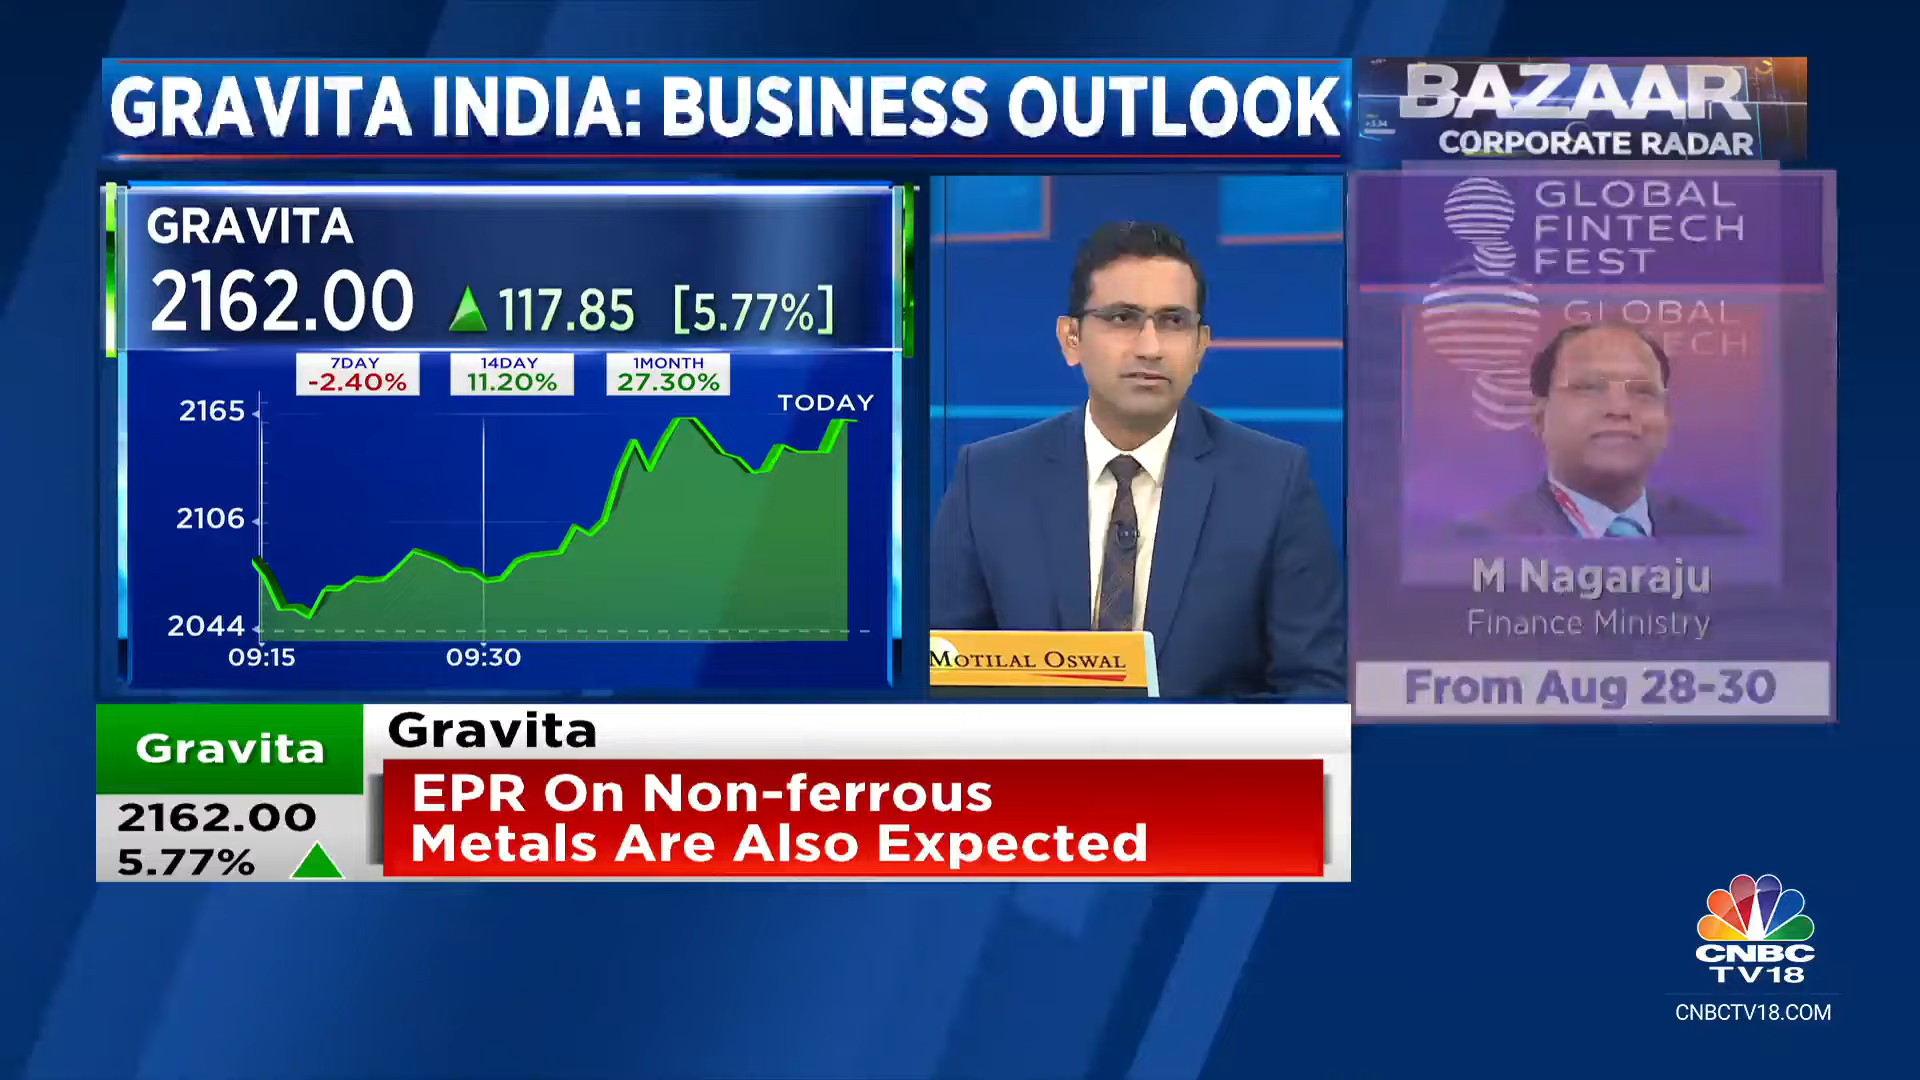 GRAVITA INDIA: BUSINESS OUTLOOK
BAZAAR
CORPORATE RADAR
GRAVITA
2162.00 ▲ 117.85 [5.77%]
7DAY
-2.40%
14DAY
11.20%
1MONTH
27.30%
TODAY
2165
2106
2044
09:15
09:30
MOTILAL OSWAL
GLOBAL
FINTECH
FEST
GLOBAL
M Nagaraju
Finance Ministry
From Aug 28-30
Gravita
2162.00
5.77%
Gravita
EPR On Non-ferrous
Metals Are Also Expected
CNBC
TV18
CNBCTV18.COM